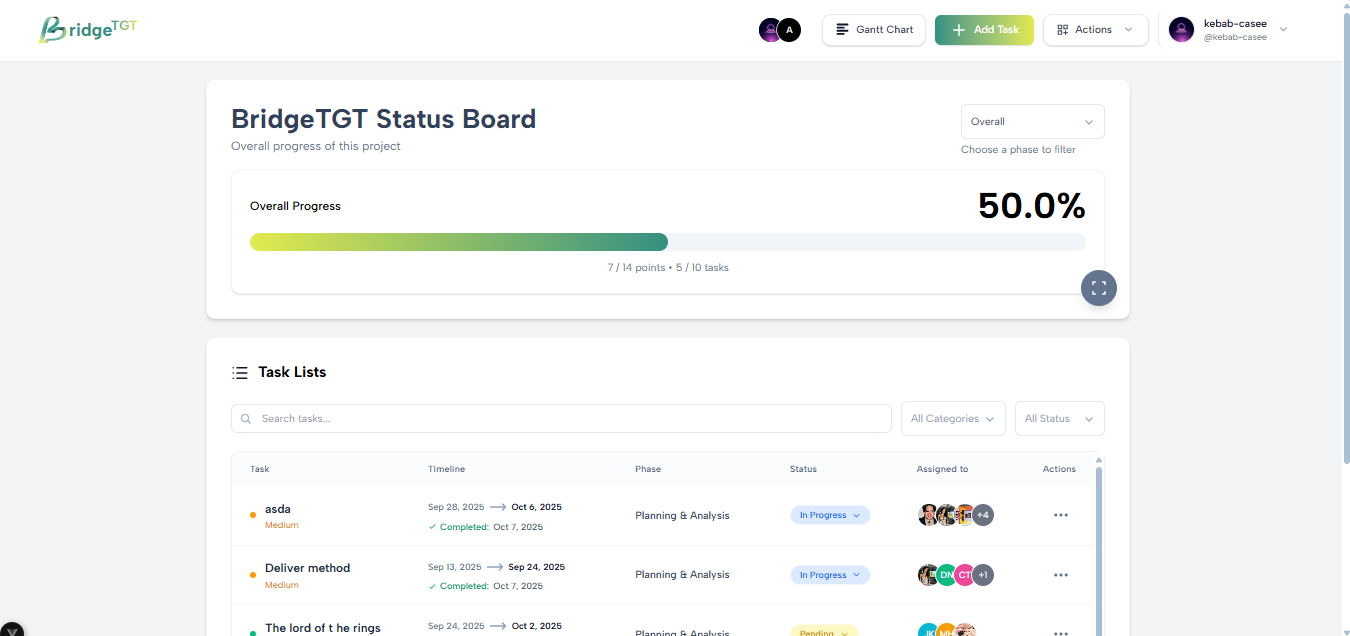 BridgeTGT
A
Gantt Chart
Add Task
Actions
kebab-casee
@kebab-casee
BridgeTGT Status Board
Overall progress of this project
Overall
Choose a phase to filter
Overall Progress
50.0%
7 / 14 points • 5 / 10 tasks
Task Lists
Search tasks...
All Categories
All Status
Task Timeline Phase Status Assigned to Actions
asda
Medium
Sep 28, 2025 → Oct 6, 2025
✓ Completed: Oct 7, 2025
Planning & Analysis
In Progress
+4
Deliver method
Medium
Sep 13, 2025 → Sep 24, 2025
✓ Completed: Oct 7, 2025
Planning & Analysis
In Progress
DN CT +1
The lord of t he rings
Sep 24, 2025 → Oct 2, 2025
Planning & Analysis
Pending
JK MH